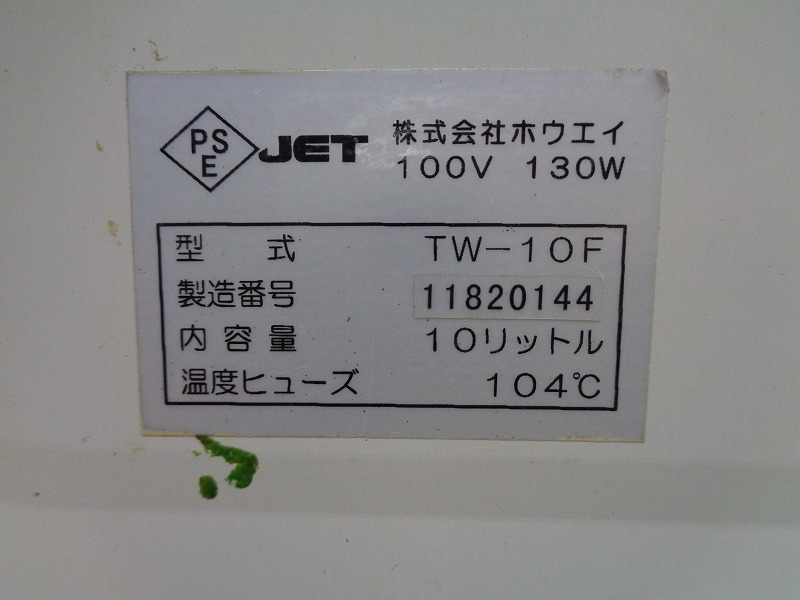 PS
E
JET
株式会社ホウエイ
100V 130W
型 式 TW-10F
製造番号 11820144
内容量 10リットル
温度ヒューズ 104℃